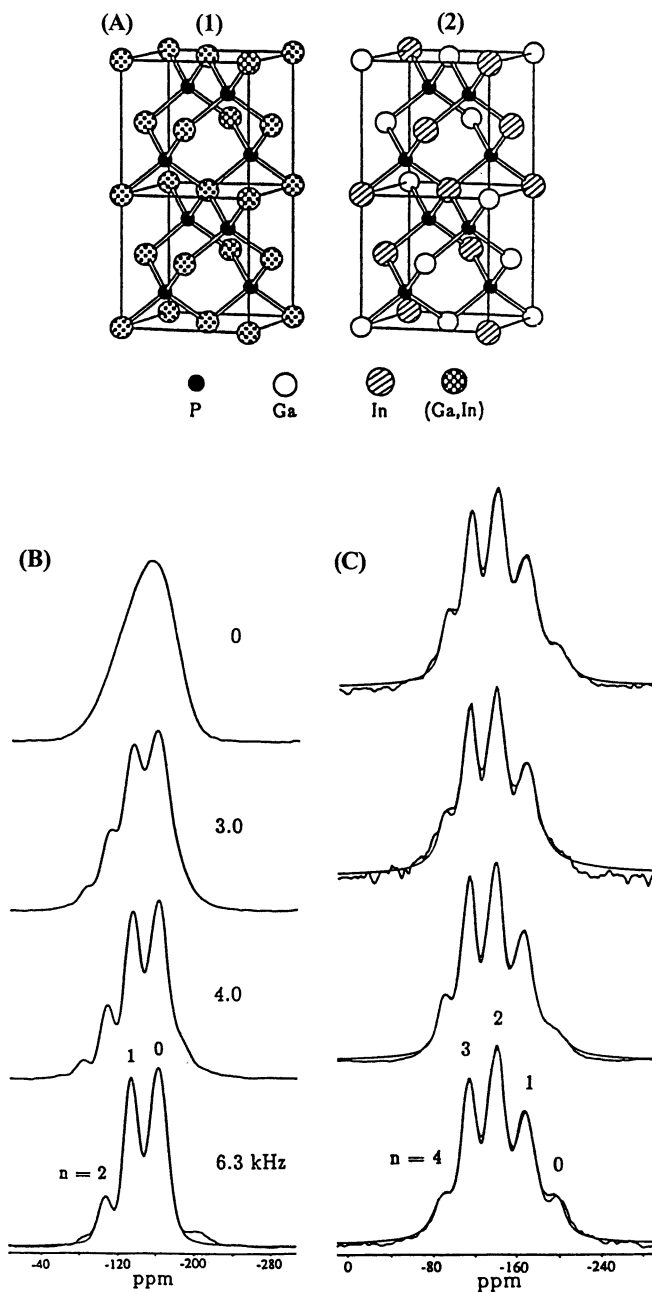 (A) (1) (2)
P Ga In (Ga,In)
(B) (C)
0
3.0
4.0
1 0
n = 2 6.3 kHz
2
3
1
n = 4 0
-40 -120 -200 -280
ppm
0 -80 -160 -240
ppm